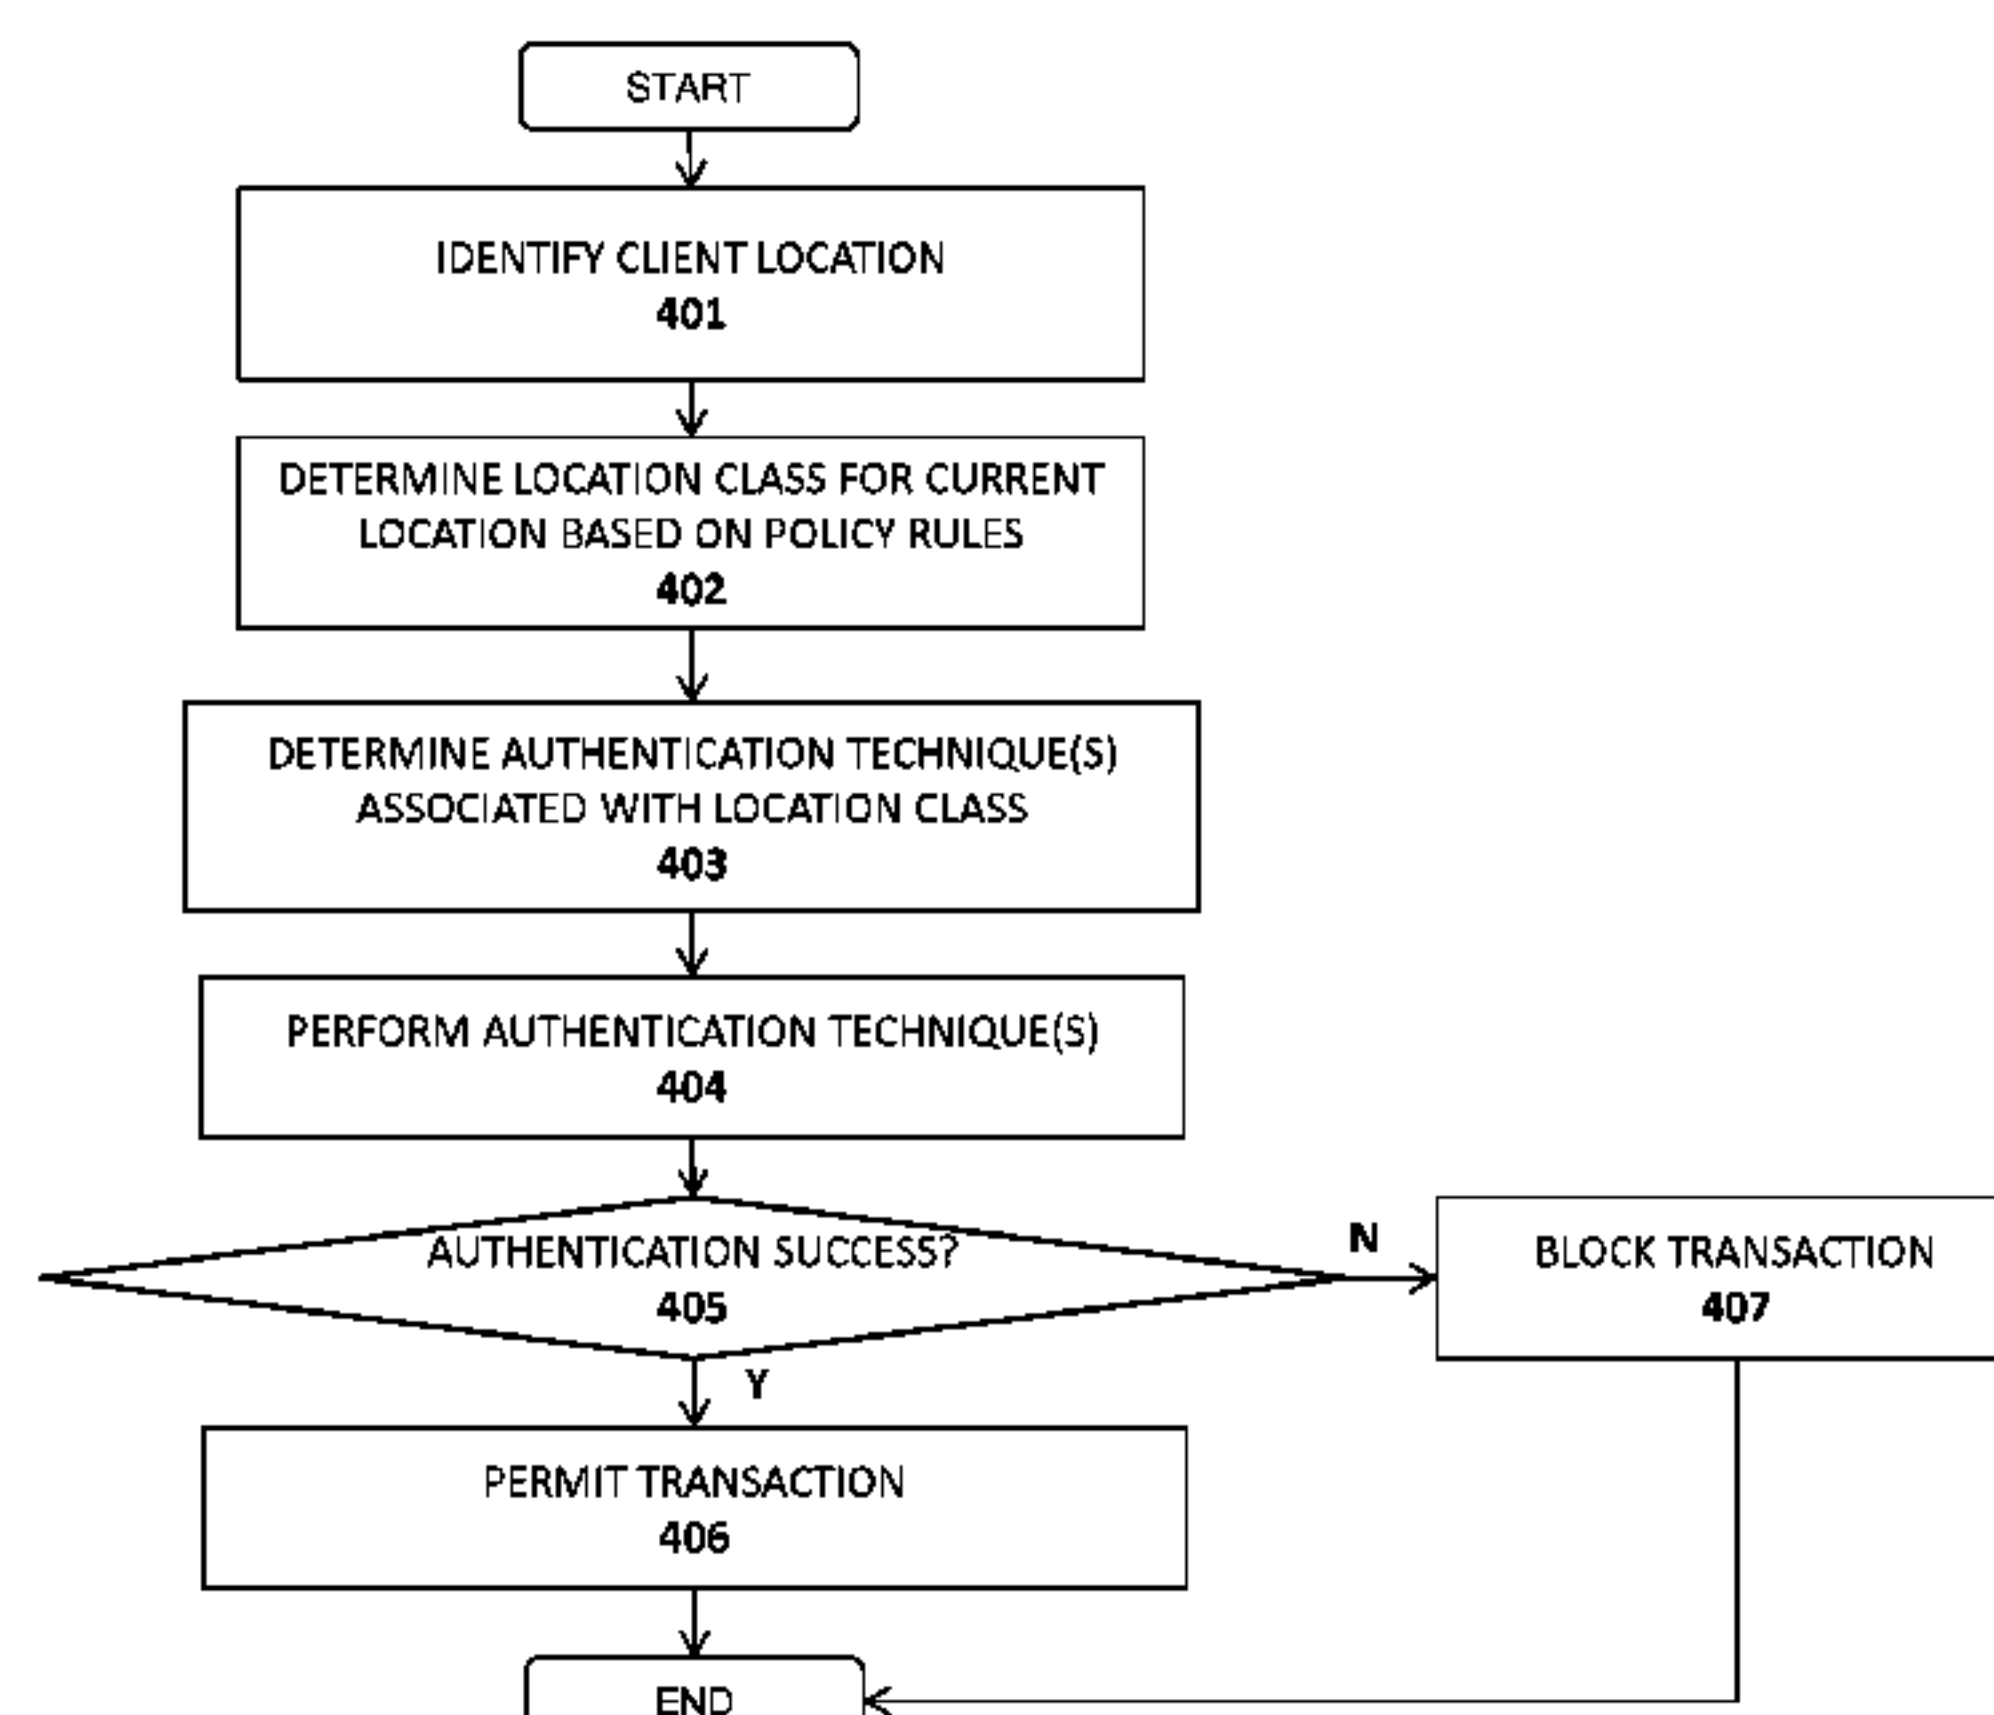 START
IDENTIFY CLIENT LOCATION
401
DETERMINE LOCATION CLASS FOR CURRENT
LOCATION BASED ON POLICY RULES
402
DETERMINE AUTHENTICATION TECHNIQUE(S)
ASSOCIATED WITH LOCATION CLASS
403
PERFORM AUTHENTICATION TECHNIQUE(S)
404
AUTHENTICATION SUCCESS?
405
N
BLOCK TRANSACTION
407
Y
PERMIT TRANSACTION
406
END